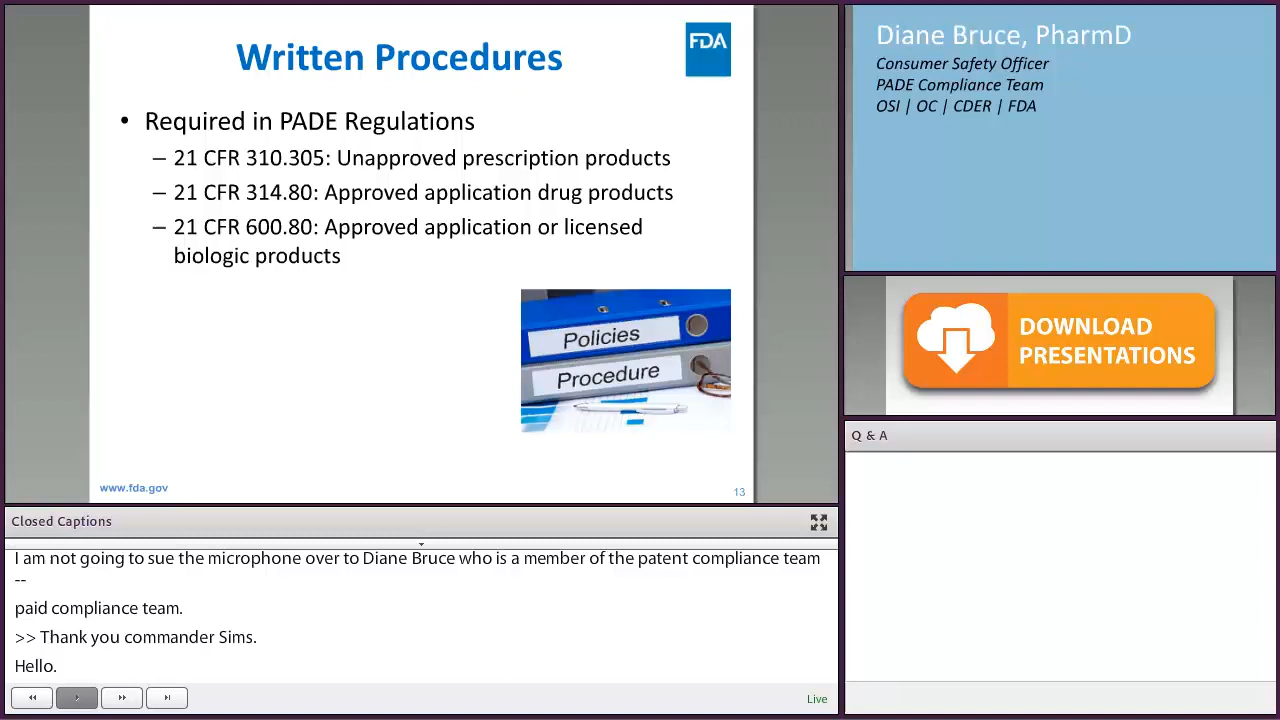 Written Procedures
FDA
• Required in PADE Regulations
– 21 CFR 310.305: Unapproved prescription products
– 21 CFR 314.80: Approved application drug products
– 21 CFR 600.80: Approved application or licensed
biologic products
Policies
Procedure
www.fda.gov
13
Diane Bruce, PharmD
Consumer Safety Officer
PADE Compliance Team
OSI | OC | CDER | FDA
DOWNLOAD
PRESENTATIONS
Q & A
Closed Captions
I am not going to sue the microphone over to Diane Bruce who is a member of the patent compliance team
--
paid compliance team.
>> Thank you commander Sims.
Hello.
Live